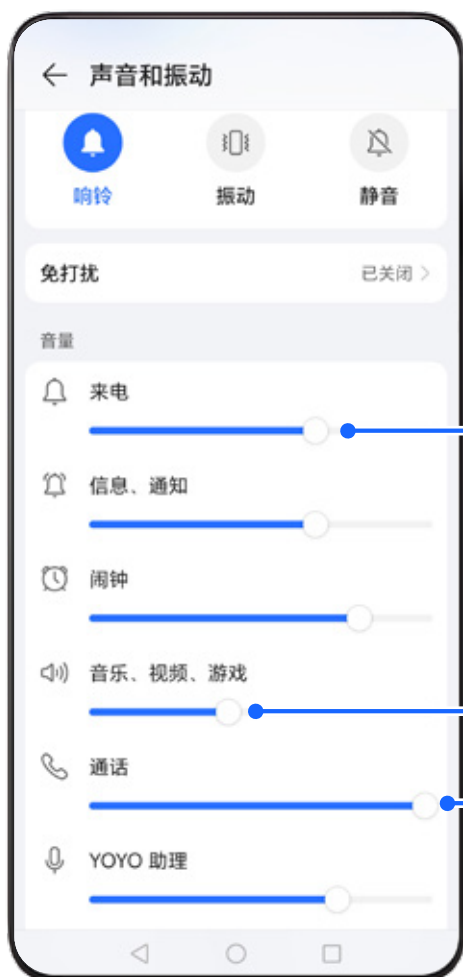 声音和振动
响铃
振动
静音
免打扰
已关闭
音量
来电
信息、通知
闹钟
音乐、视频、游戏
通话
YOYO 助理